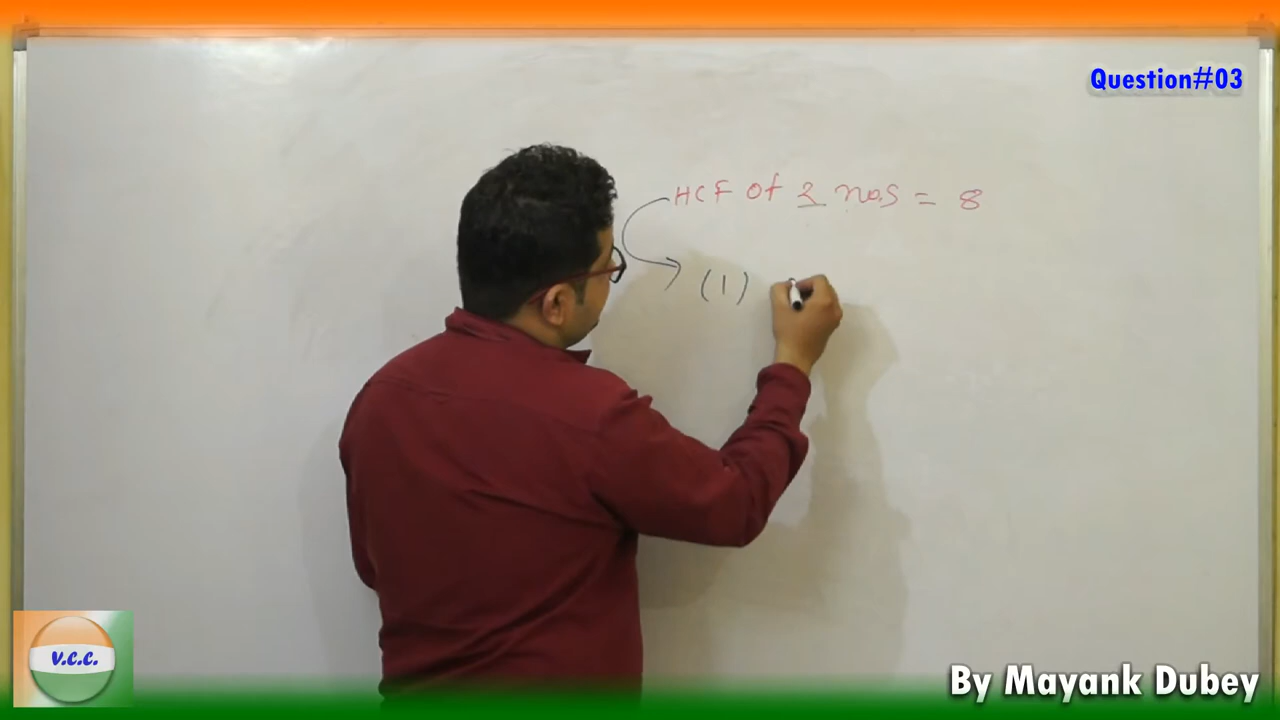 Question#03
HCF of 2 nos = 8
(1)
V.C.C.
By Mayank Dubey